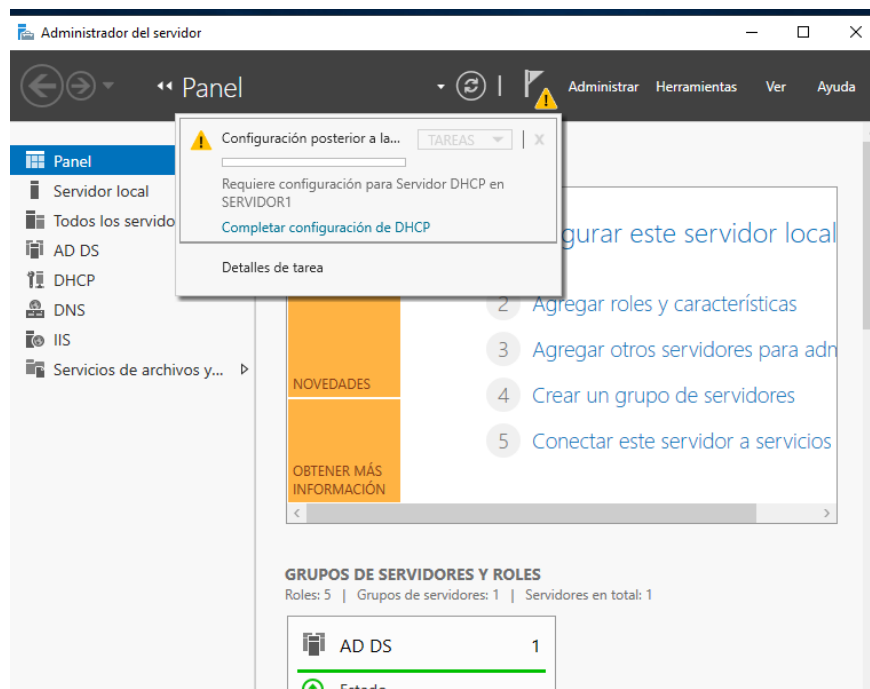 Administrador del servidor
Panel
Administrar Herramientas Ver Ayuda
Configuración posterior a la...
TAREAS
X
Requiere configuración para Servidor DHCP en
SERVIDOR1
Completar configuración de DHCP
Detalles de tarea
Panel
Servidor local
Todos los servido
AD DS
DHCP
DNS
IIS
Servicios de archivos y...
gurar este servidor local
2 Agregar roles y características
3 Agregar otros servidores para adn
4 Crear un grupo de servidores
5 Conectar este servidor a servicios
NOVEDADES
OBTENER MÁS
INFORMACIÓN
GRUPOS DE SERVIDORES Y ROLES
Roles: 5 | Grupos de servidores: 1 | Servidores en total: 1
AD DS 1
Estado